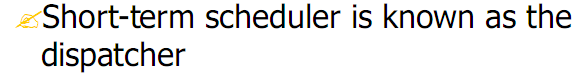 Short-term scheduler is known as the
dispatcher